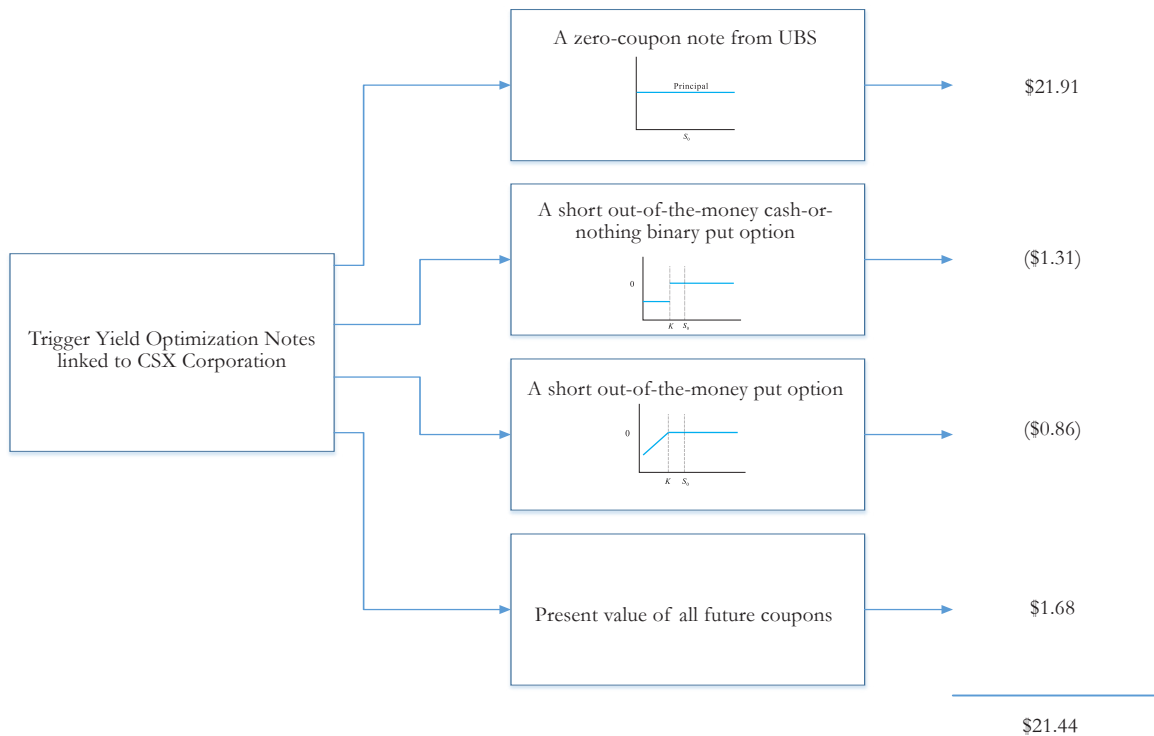 A zero-coupon note from UBS
Principal
S₀
$21.91
A short out-of-the-money cash-or-
nothing binary put option
0
K S₀
($1.31)
Trigger Yield Optimization Notes
linked to CSX Corporation
A short out-of-the-money put option
0
K S₀
($0.86)
Present value of all future coupons
$1.68
$21.44